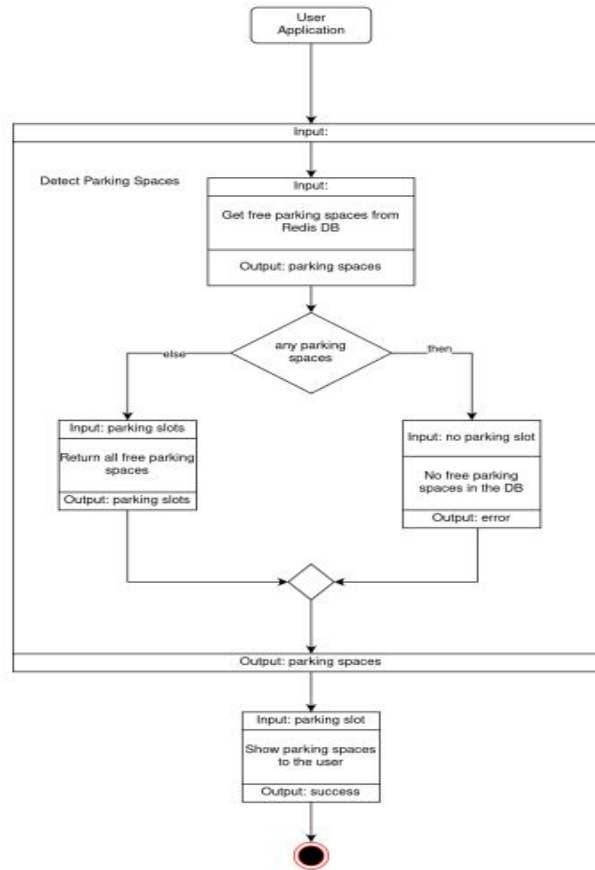 User
Application
Input:
Detect Parking Spaces
Input:
Get free parking spaces from
Redis DB
Output: parking spaces
any parking
spaces
else
then
Input: parking slots
Return all free parking
spaces
Output: parking slots
Input: no parking slot
No free parking
spaces in the DB
Output: error
Output: parking spaces
Input: parking slot
Show parking spaces
to the user
Output: success